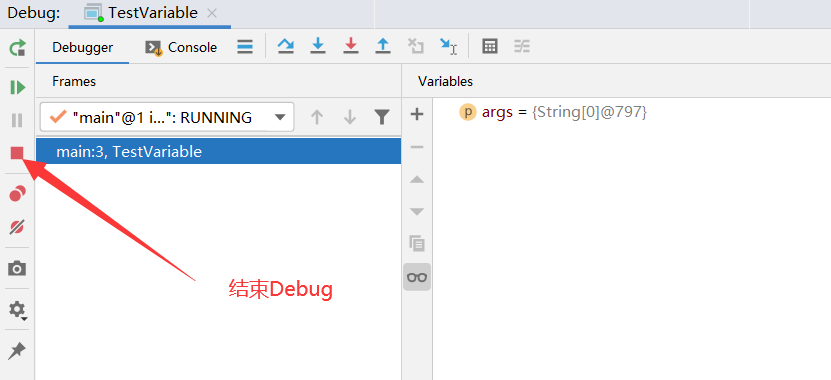 Debug: TestVariable
Debugger Console
Frames Variables
"main"@1 i...": RUNNING
p args = {String[0]@797}
main:3, TestVariable
结束Debug